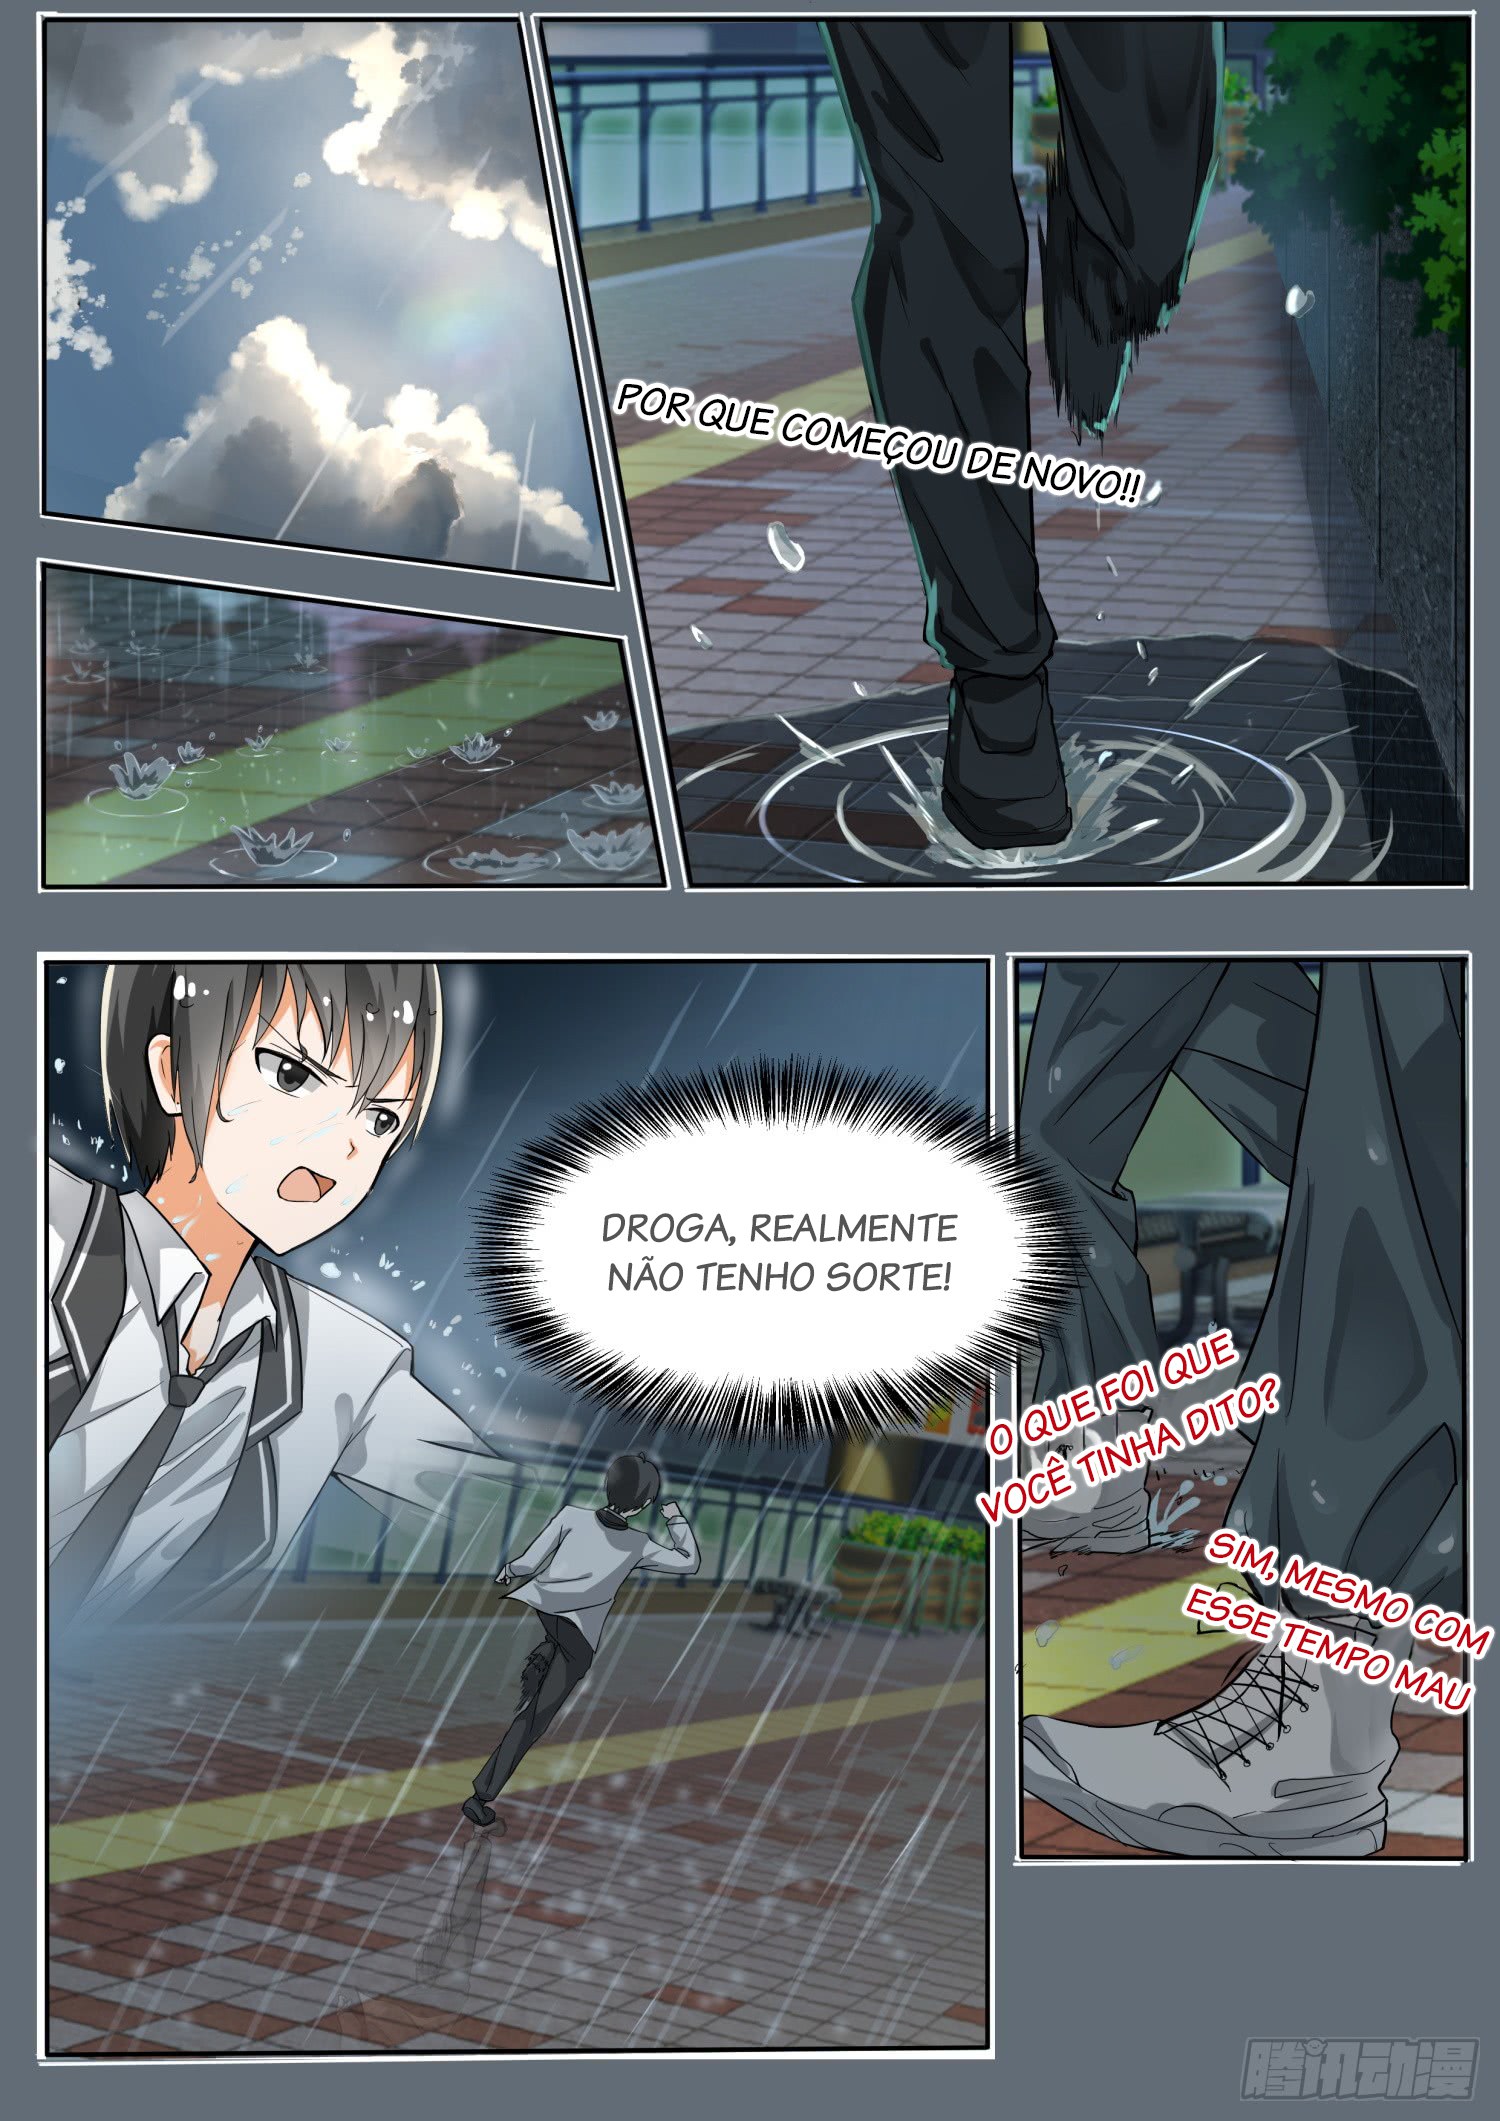 POR QUE COMEÇOU DE NOVO!!
DROGA, REALMENTE
NÃO TENHO SORTE!
O QUE FOI QUE
VOCÊ TINHA DITO?
SIM, MESMO COM
ESSE TEMPO MAU
腾讯动漫